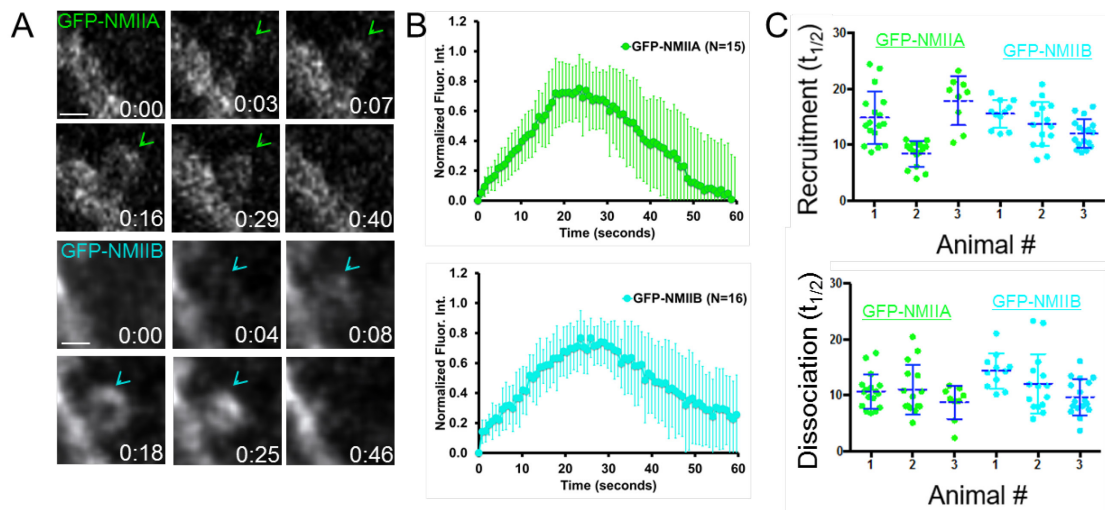 A
GFP-NMIIA
0:00
0:03
0:07
0:16
0:29
0:40
GFP-NMIIB
0:00
0:04
0:08
0:18
0:25
0:46
B
Normalized Fluor. Int.
1.2
1.0
0.8
0.6
0.4
0.2
0.0
GFP-NMIIA (N=15)
0 10 20 30 40 50 60
Time (seconds)
Normalized Fluor. Int.
1.2
1.0
0.8
0.6
0.4
0.2
0.0
GFP-NMIIB (N=16)
0 10 20 30 40 50 60
Time (seconds)
C
Recruitment (t1/2)
30
20
10
0
GFP-NMIIA
GFP-NMIIB
1 2 3 1 2 3
Animal #
Dissociation (t1/2)
30
20
10
0
GFP-NMIIA
GFP-NMIIB
1 2 3 1 2 3
Animal #